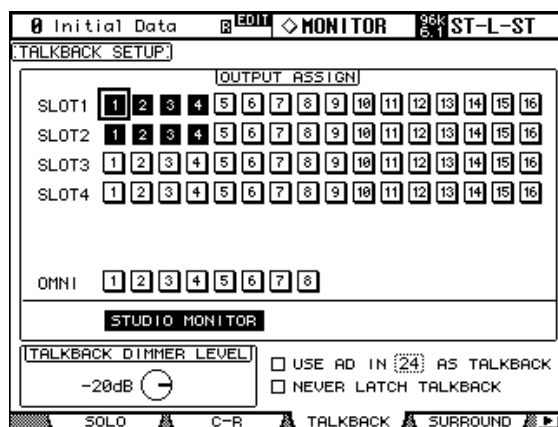 0 Initial Data R EDIT ◇MONITOR 96k 6.1 ST-L-ST
TALKBACK SETUP
OUTPUT ASSIGN
SLOT1 1 2 3 4 5 6 7 8 9 10 11 12 13 14 15 16
SLOT2 1 2 3 4 5 6 7 8 9 10 11 12 13 14 15 16
SLOT3 1 2 3 4 5 6 7 8 9 10 11 12 13 14 15 16
SLOT4 1 2 3 4 5 6 7 8 9 10 11 12 13 14 15 16
OMNI 1 2 3 4 5 6 7 8
STUDIO MONITOR
TALKBACK DIMMER LEVEL
-20dB
USE AD IN 24 AS TALKBACK
NEVER LATCH TALKBACK
SOLO C-R TALKBACK SURROUND